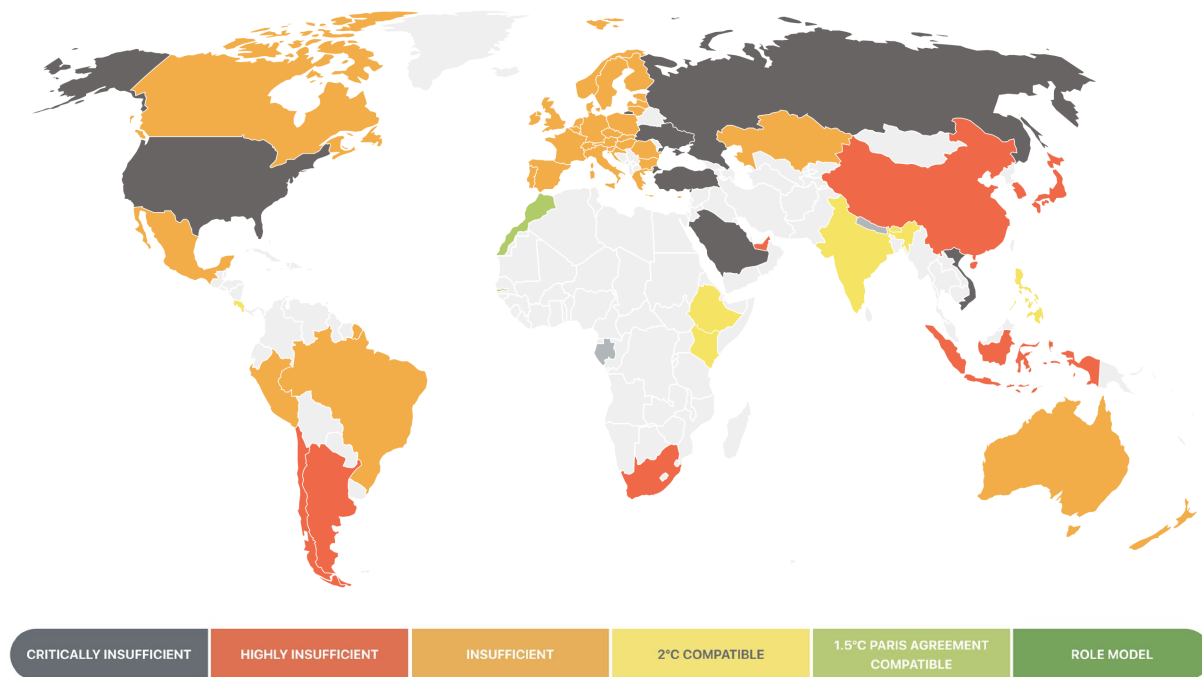 CRITICALLY INSUFFICIENT
HIGHLY INSUFFICIENT
INSUFFICIENT
2°C COMPATIBLE
1.5°C PARIS AGREEMENT
COMPATIBLE
ROLE MODEL